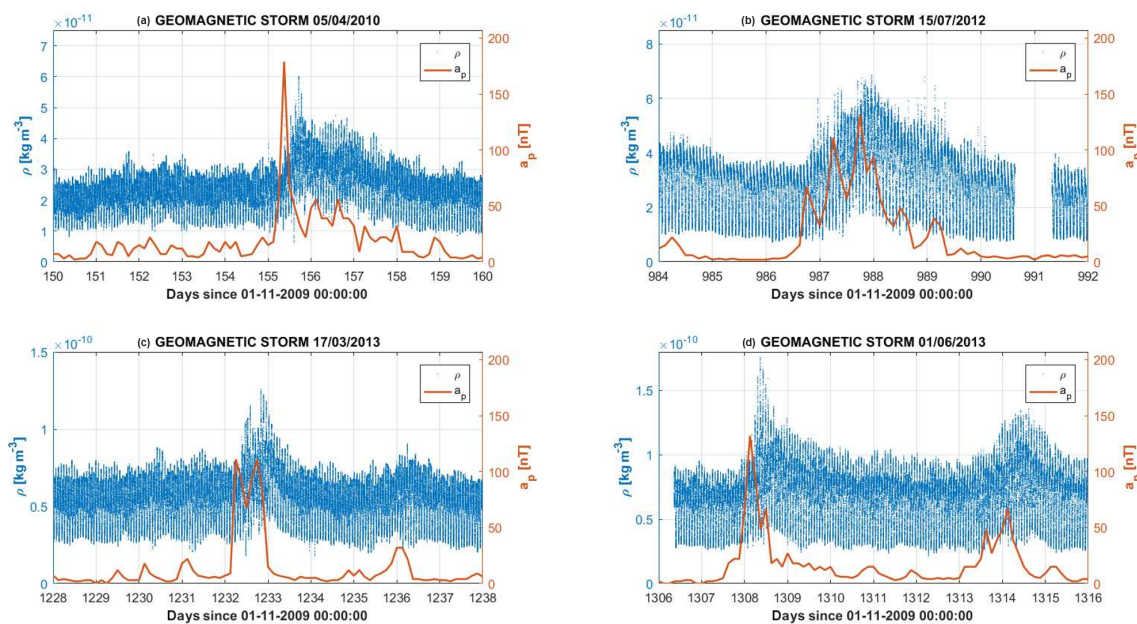 (a) GEOMAGNETIC STORM 05/04/2010
×10⁻¹¹
7
6
5
4
3
2
1
0
ρ [kg m⁻³]
200
150
100
50
0
a_p [nT]
ρ
a_p
150 151 152 153 154 155 156 157 158 159 160
Days since 01-11-2009 00:00:00
(b) GEOMAGNETIC STORM 15/07/2012
×10⁻¹¹
8
6
4
2
0
ρ [kg m⁻³]
200
150
100
50
0
a_p [nT]
ρ
a_p
984 985 986 987 988 989 990 991 992
Days since 01-11-2009 00:00:00
(c) GEOMAGNETIC STORM 17/03/2013
×10⁻¹⁰
1.5
1
0.5
0
ρ [kg m⁻³]
200
150
100
50
0
a_p [nT]
ρ
a_p
1228 1229 1230 1231 1232 1233 1234 1235 1236 1237 1238
Days since 01-11-2009 00:00:00
(d) GEOMAGNETIC STORM 01/06/2013
×10⁻¹⁰
1.5
1
0.5
0
ρ [kg m⁻³]
200
150
100
50
0
a_p [nT]
ρ
a_p
1306 1307 1308 1309 1310 1311 1312 1313 1314 1315 1316
Days since 01-11-2009 00:00:00